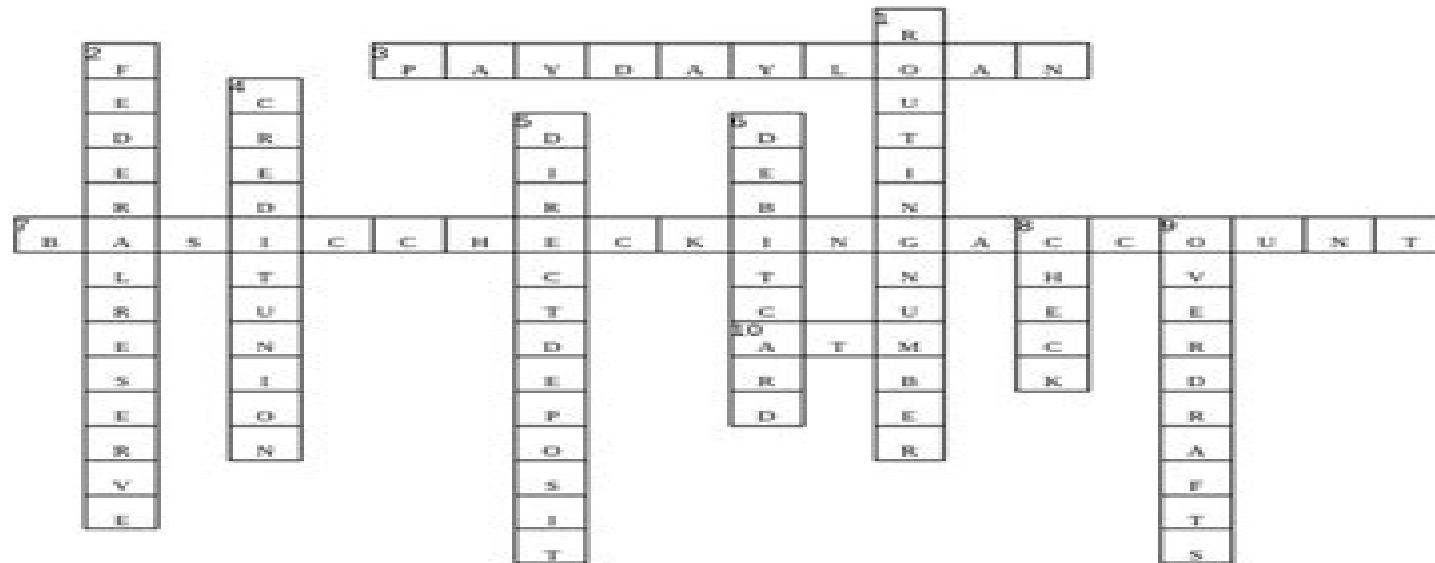 1 ROUTINGNUMBER
2 FEDERALRESERVE
3 PAYDAYLOAN
4 CREDITUNION
5 DIRECTDEPOSIT
6 DEBITCARD
7 BASICCHECKINGACCOUNT
8 CHECK
9 OVERDRAFTS
10 ATM